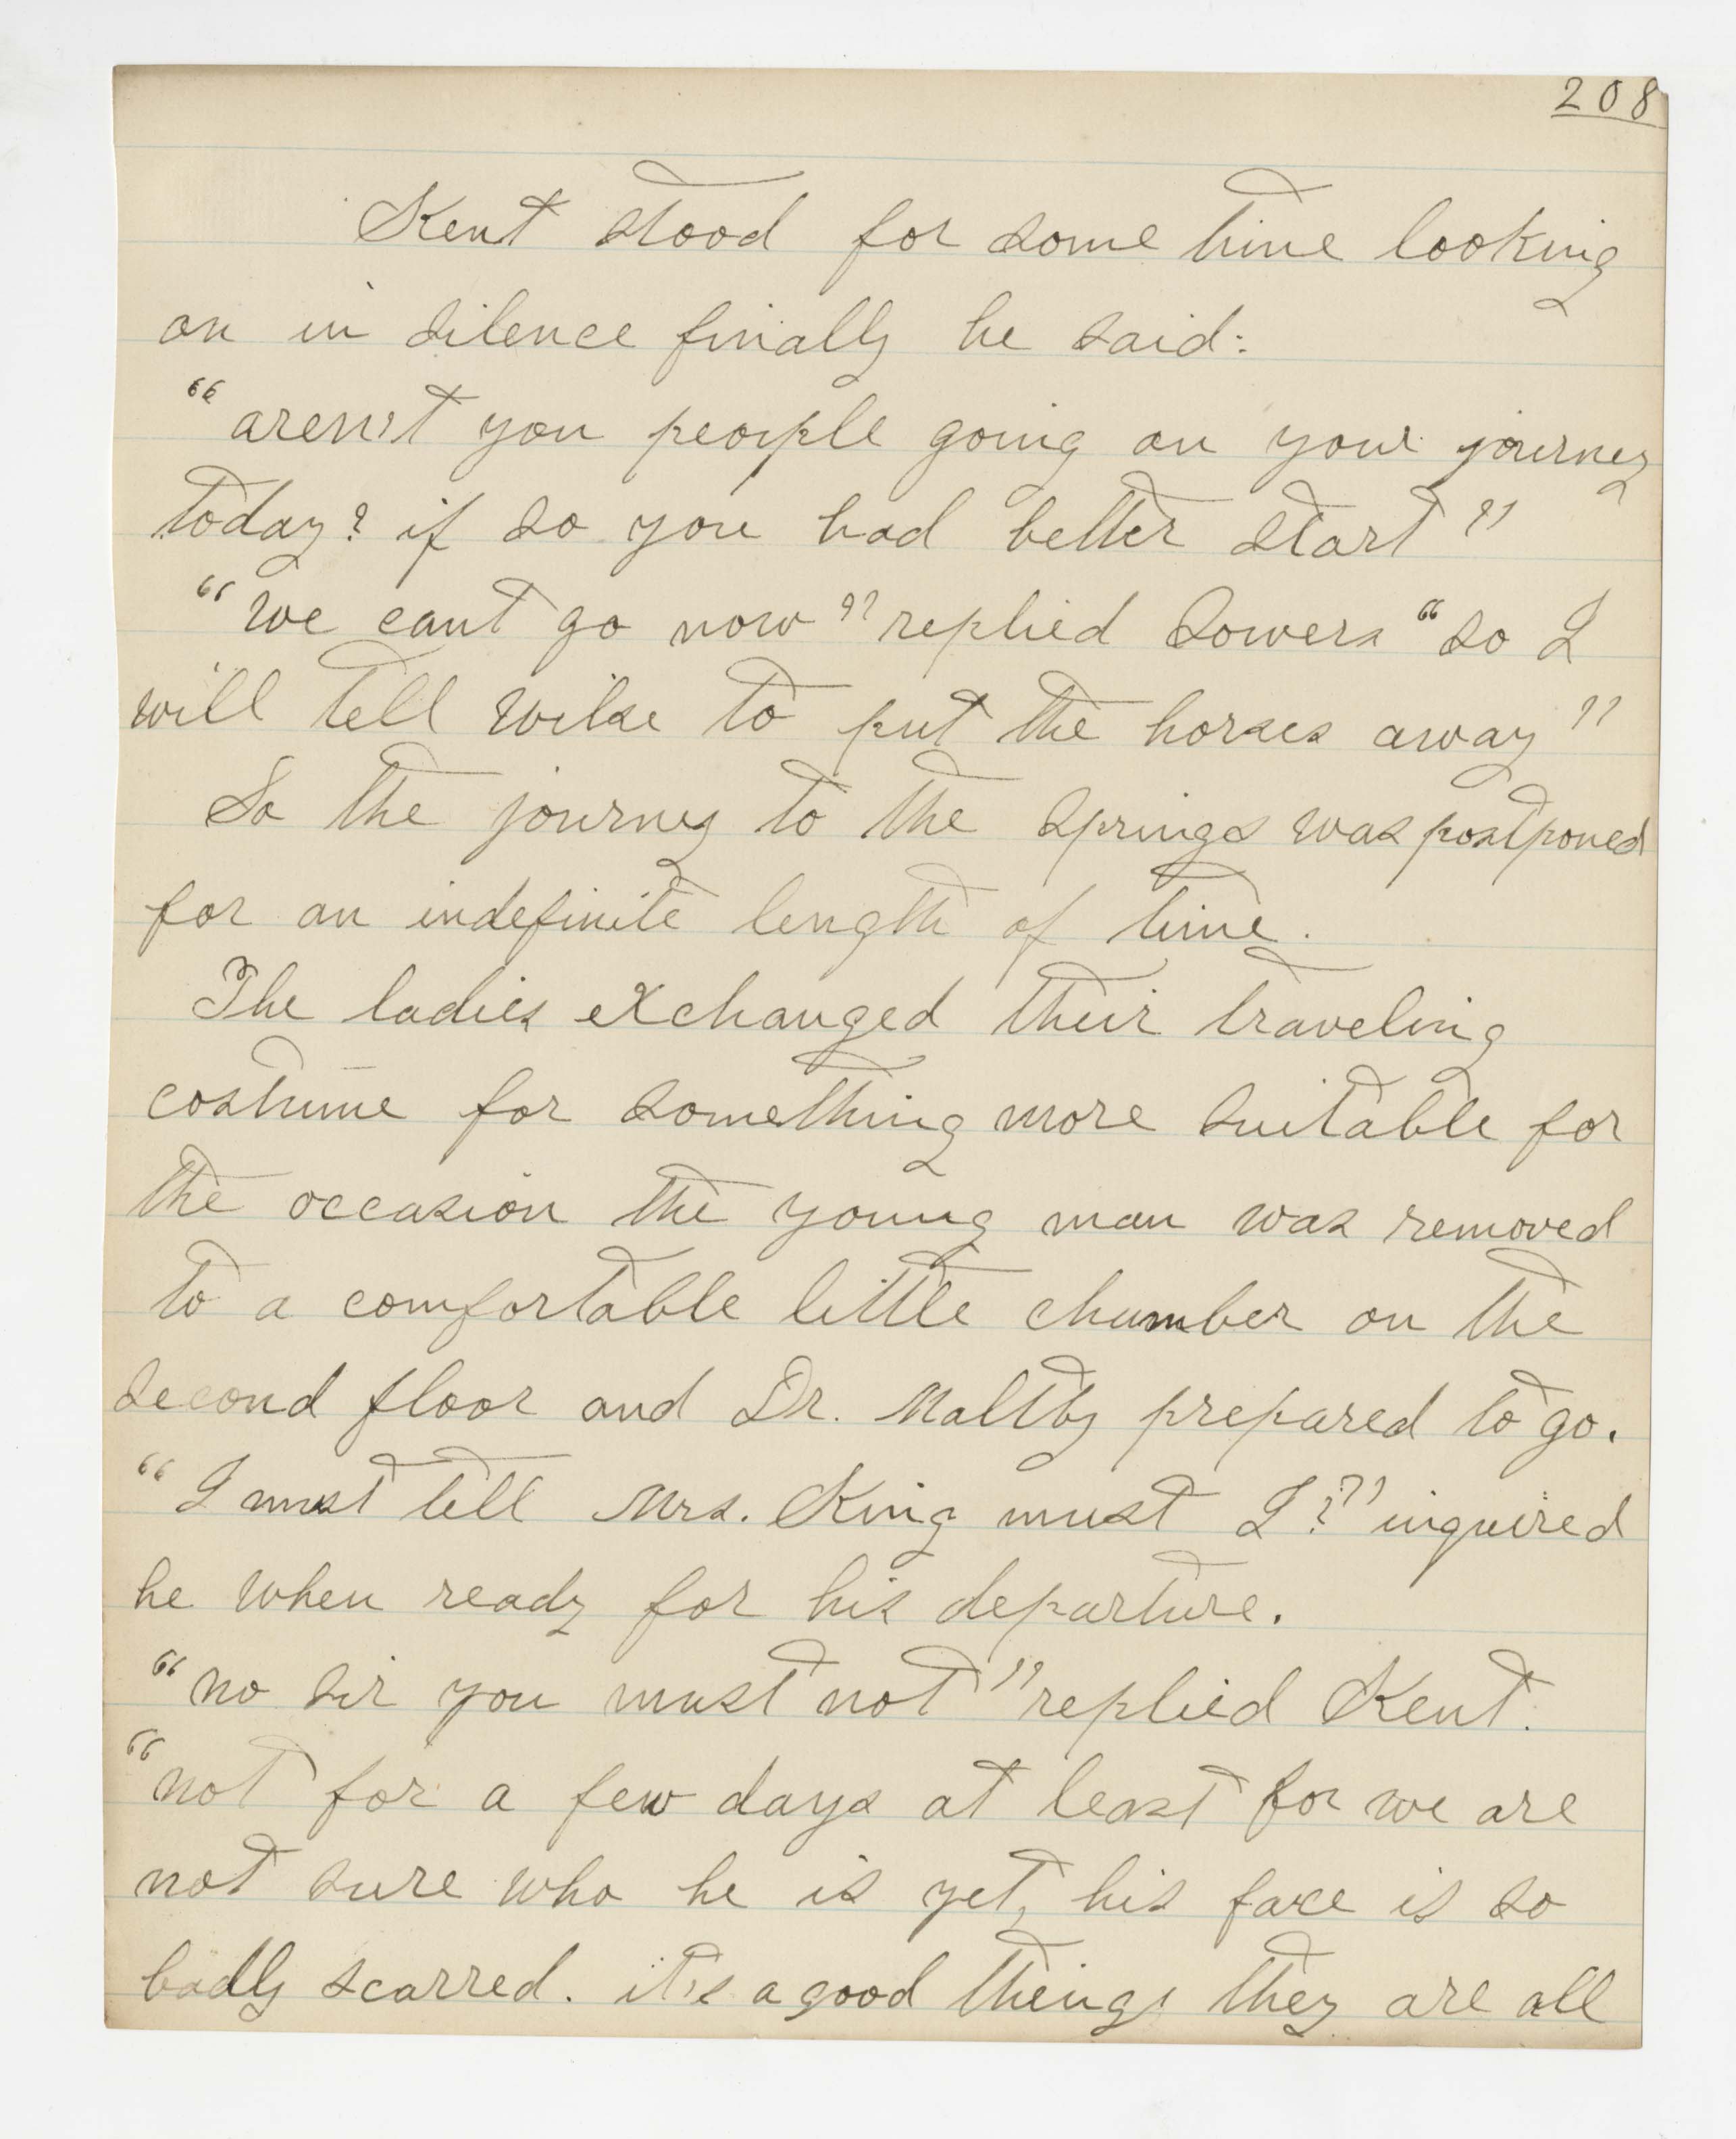 208
Kent stood for some time looking
on in silence finally he said:
"aren't you people going on your journey
today? if so you had better start"
"we cant go now" replied Sowers "so I
will tell Wilse to put the horses away"
So the journey to the springs was postponed
for an indefinite length of time.
The ladies exchanged their traveling
costume for something more suitable for
the occasion the young man was removed
to a comfortable little chamber on the
second floor and Dr. Maltby prepared to go.
"I must tell Mrs. King must I?" inquired
he when ready for his departure.
"no sir you must not" replied Kent.
"not for a few days at least for we are
not sure who he is yet, his face is so
badly scarred. it's a good thing they are all